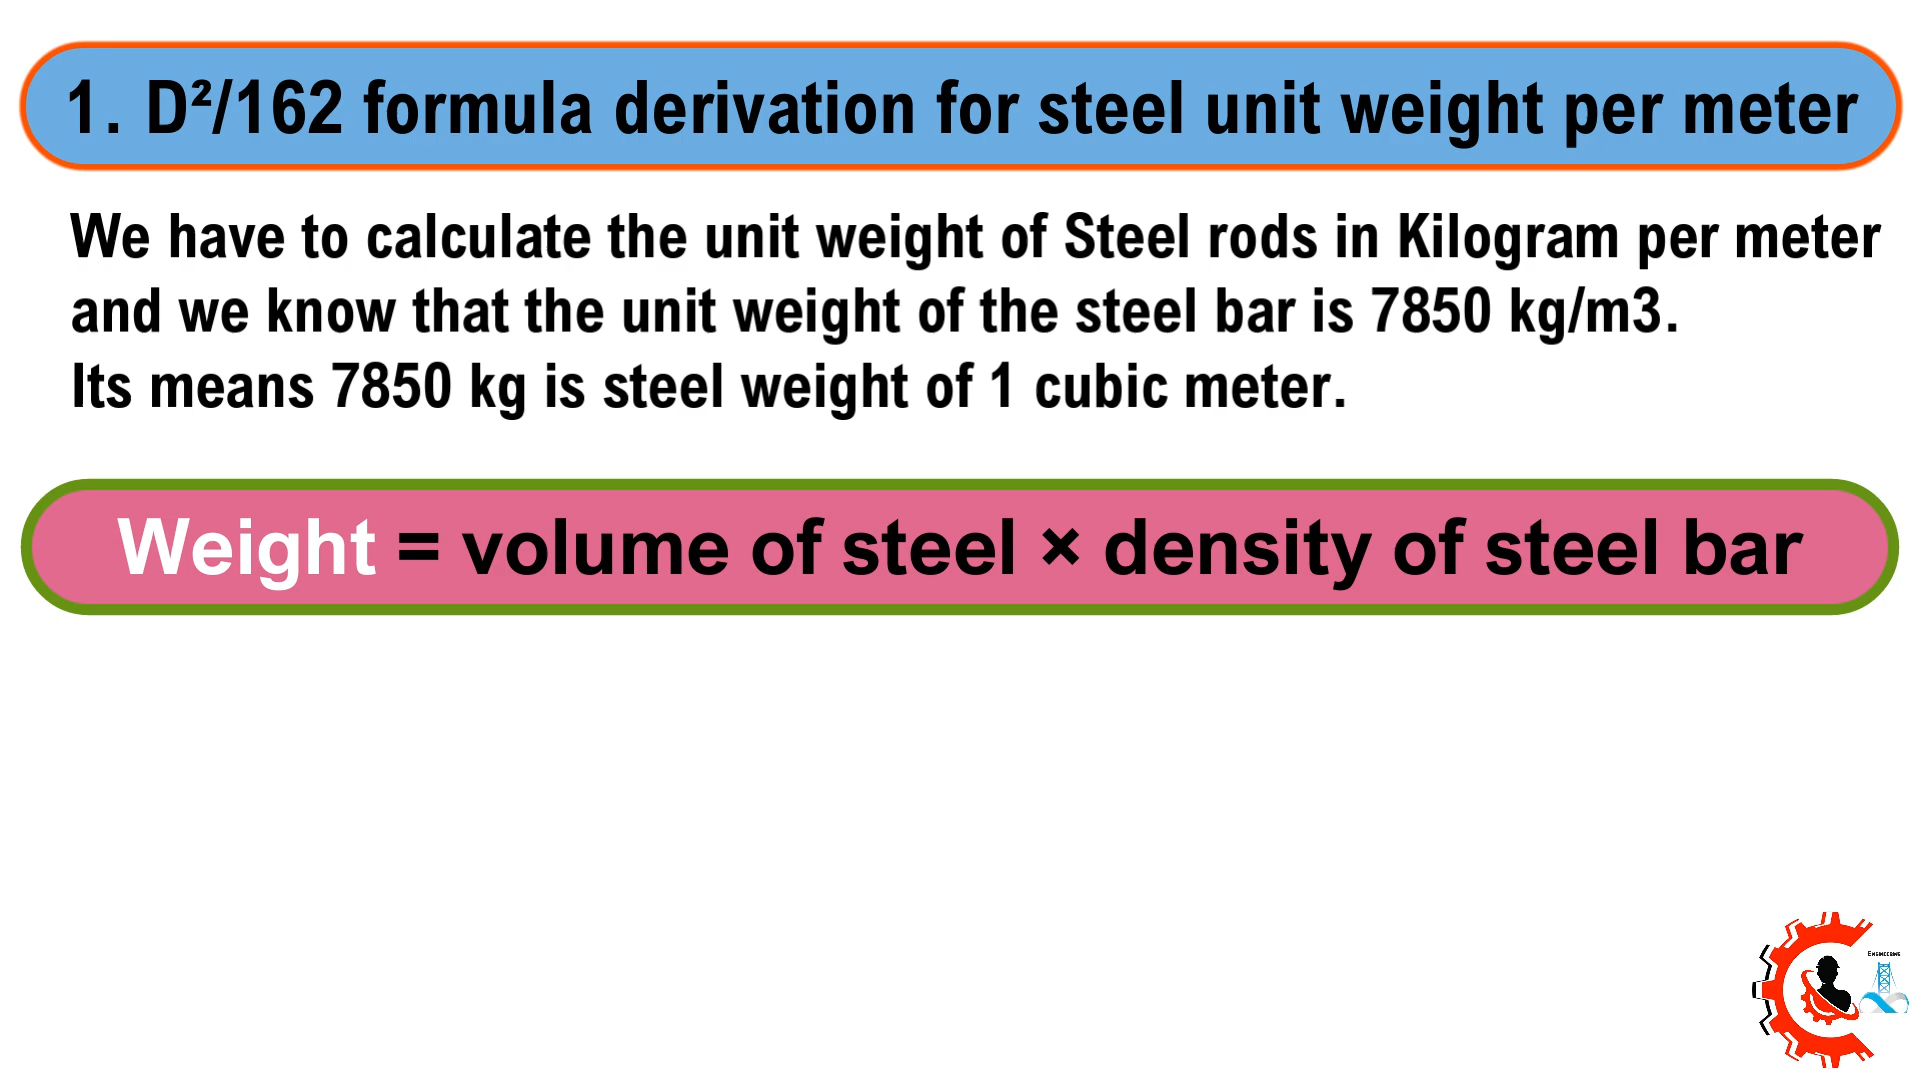 1. D²/162 formula derivation for steel unit weight per meter
We have to calculate the unit weight of Steel rods in Kilogram per meter
and we know that the unit weight of the steel bar is 7850 kg/m3.
Its means 7850 kg is steel weight of 1 cubic meter.
Weight = volume of steel × density of steel bar
Engineering